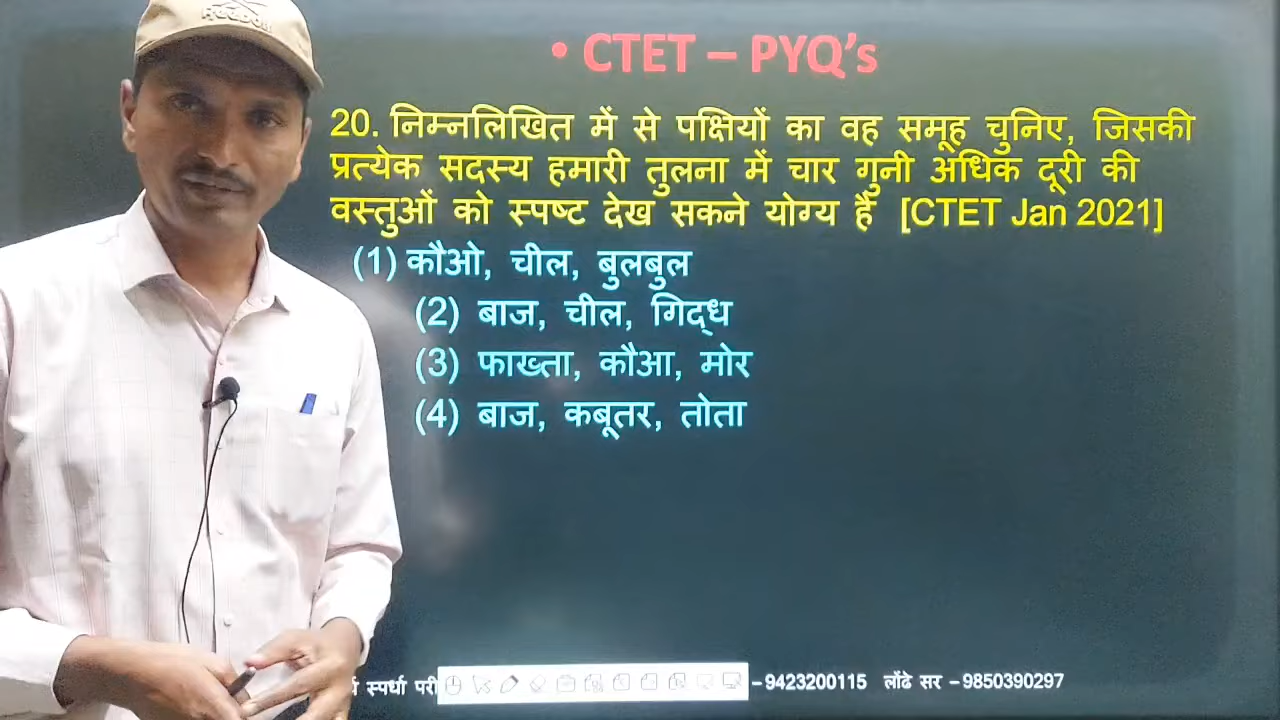 • CTET – PYQ's
20. निम्नलिखित में से पक्षियों का वह समूह चुनिए, जिसकी
प्रत्येक सदस्य हमारी तुलना में चार गुनी अधिक दूरी की
वस्तुओं को स्पष्ट देख सकने योग्य हैं [CTET Jan 2021]
(1) कौओ, चील, बुलबुल
(2) बाज, चील, गिद्ध
(3) फाख्ता, कौआ, मोर
(4) बाज, कबूतर, तोता
स्पर्धा परी – 9423200115 लोंढे सर – 9850390297